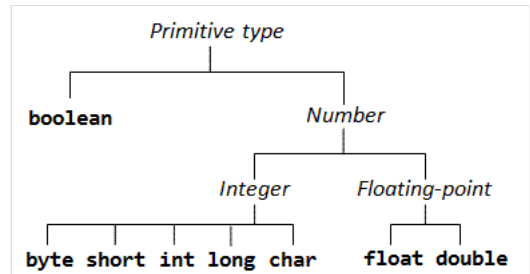 Primitive type
boolean Number
Integer Floating-point
byte short int long char float double